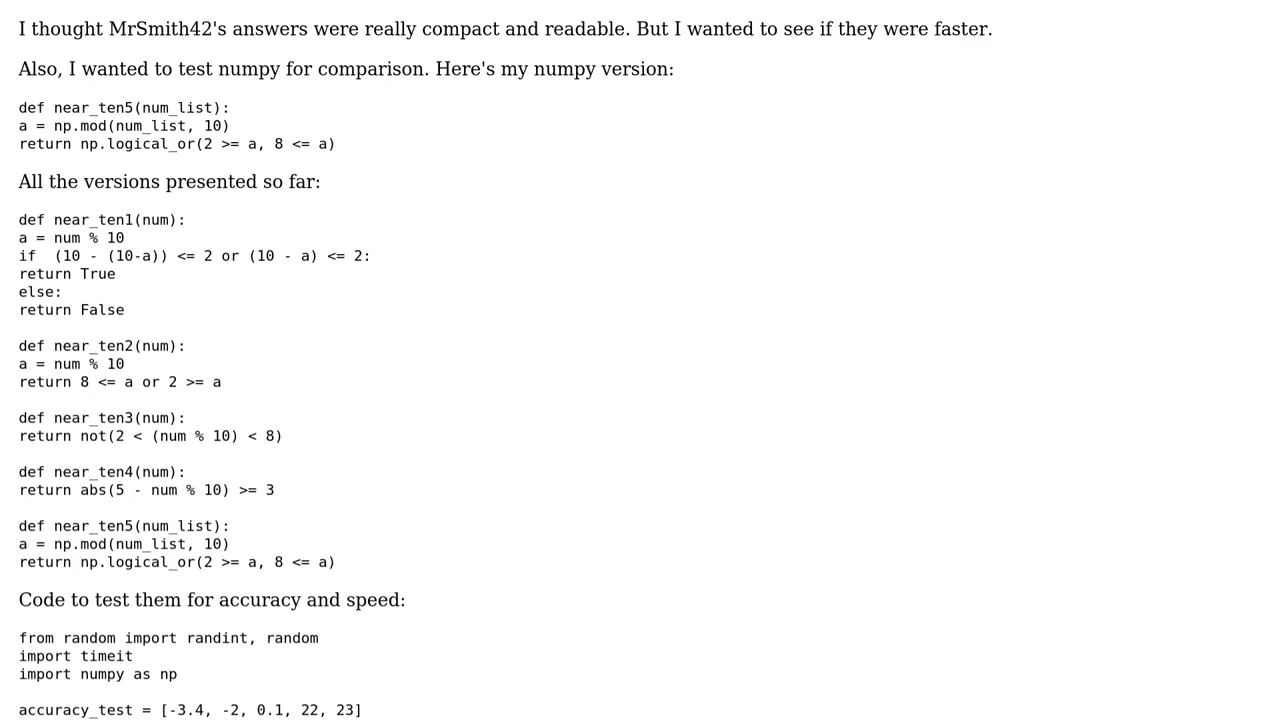 I thought MrSmith42's answers were really compact and readable. But I wanted to see if they were faster.
Also, I wanted to test numpy for comparison. Here's my numpy version:
def near_ten5(num_list):
a = np.mod(num_list, 10)
return np.logical_or(2 >= a, 8 <= a)
All the versions presented so far:
def near_ten1(num):
a = num % 10
if  (10 - (10-a)) <= 2 or (10 - a) <= 2:
return True
else:
return False
def near_ten2(num):
a = num % 10
return 8 <= a or 2 >= a
def near_ten3(num):
return not(2 < (num % 10) < 8)
def near_ten4(num):
return abs(5 - num % 10) >= 3
def near_ten5(num_list):
a = np.mod(num_list, 10)
return np.logical_or(2 >= a, 8 <= a)
Code to test them for accuracy and speed:
from random import randint, random
import timeit
import numpy as np
accuracy_test = [-3.4, -2, 0.1, 22, 23]